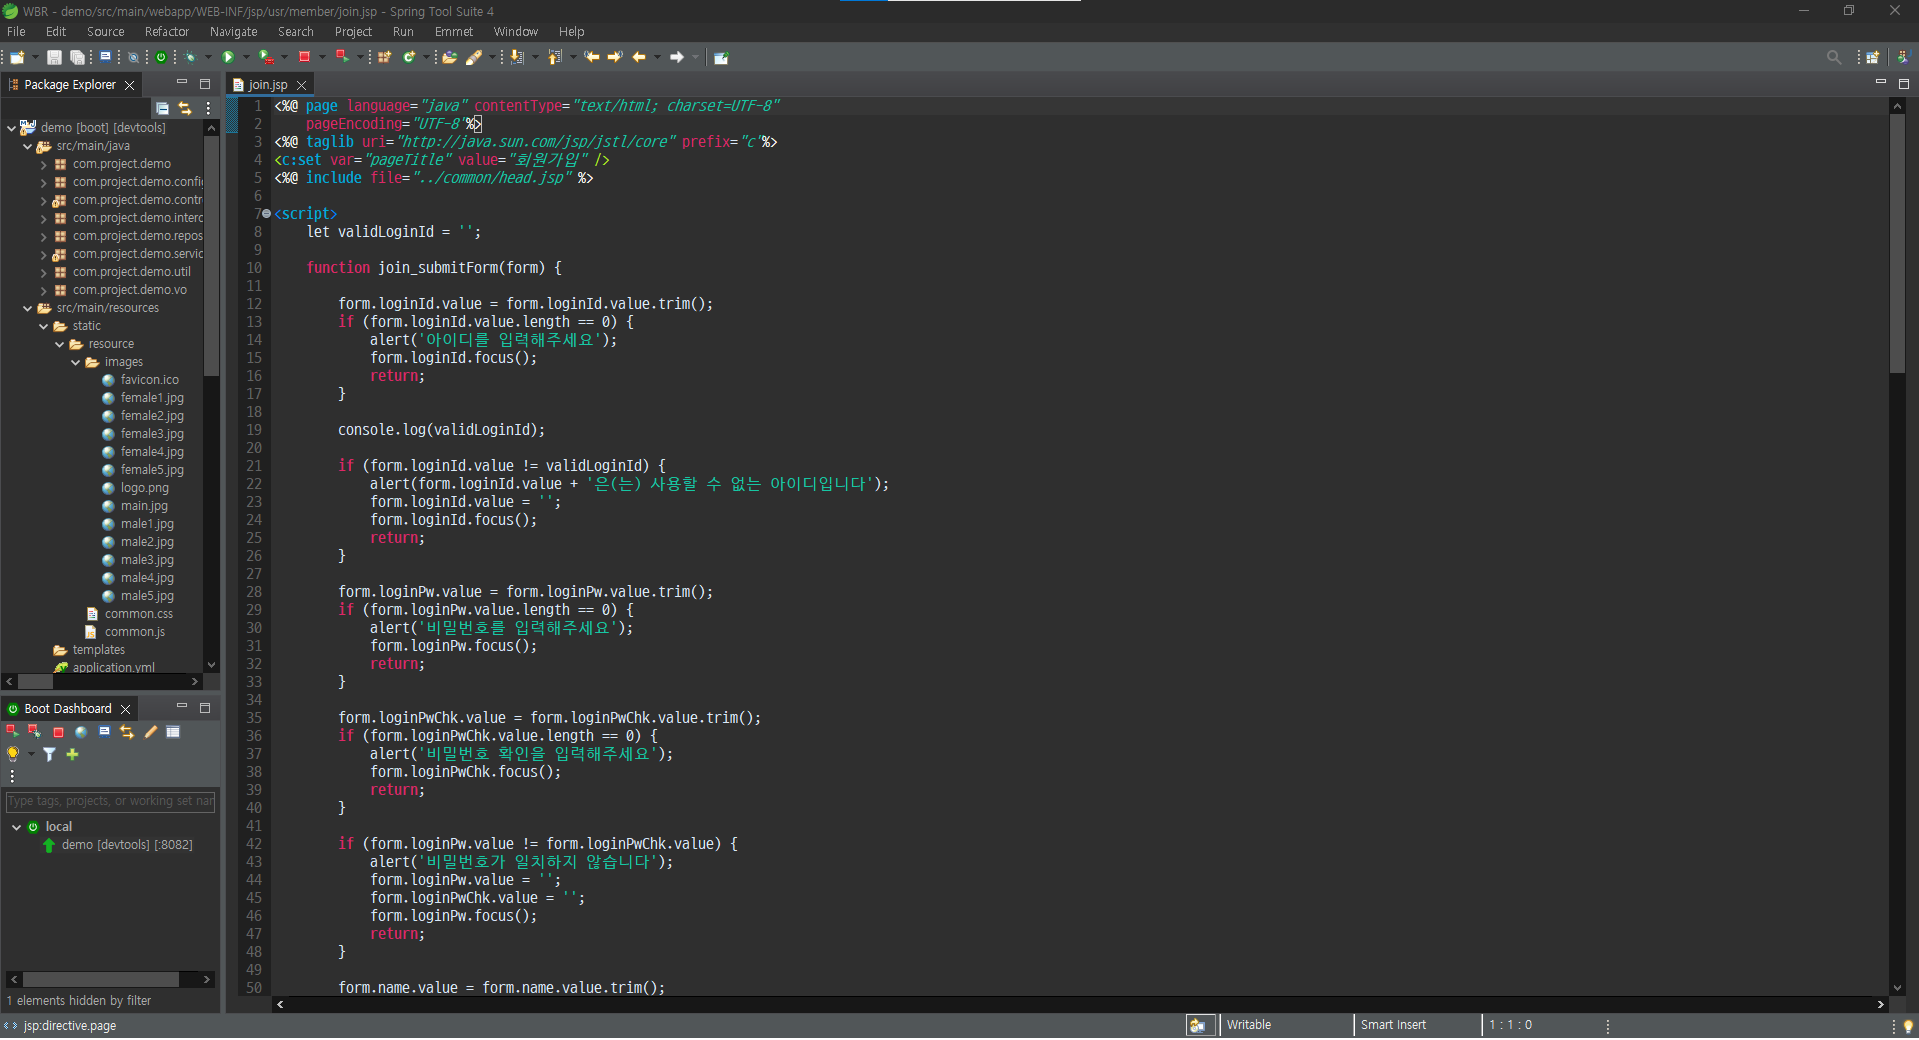 WBR - demo/src/main/webapp/WEB-INF/jsp/usr/member/join.jsp - Spring Tool Suite 4
File Edit Source Refactor Navigate Search Project Run Emmet Window Help
Package Explorer
demo [boot] [devtools]
src/main/java
com.project.demo
com.project.demo.confi
com.project.demo.contr
com.project.demo.interc
com.project.demo.repos
com.project.demo.servic
com.project.demo.util
com.project.demo.vo
src/main/resources
static
resource
images
favicon.ico
female1.jpg
female2.jpg
female3.jpg
female4.jpg
female5.jpg
logo.png
main.jpg
male1.jpg
male2.jpg
male3.jpg
male4.jpg
male5.jpg
common.css
common.js
templates
application.yml
Boot Dashboard
Type tags, projects, or working set nar
local
demo [devtools] [:8082]
1 elements hidden by filter
join.jsp
1 <%@ page language="java" contentType="text/html; charset=UTF-8"
2 pageEncoding="UTF-8"%>
3 <%@ taglib uri="http://java.sun.com/jsp/jstl/core" prefix="c"%>
4 <c:set var="pageTitle" value="회원가입" />
5 <%@ include file="../common/head.jsp" %>
6
7 <script>
8 let validLoginId = '';
9
10 function join_submitForm(form) {
11
12 form.loginId.value = form.loginId.value.trim();
13 if (form.loginId.value.length == 0) {
14 alert('아이디를 입력해주세요');
15 form.loginId.focus();
16 return;
17 }
18
19 console.log(validLoginId);
20
21 if (form.loginId.value != validLoginId) {
22 alert(form.loginId.value + '은(는) 사용할 수 없는 아이디입니다');
23 form.loginId.value = '';
24 form.loginId.focus();
25 return;
26 }
27
28 form.loginPw.value = form.loginPw.value.trim();
29 if (form.loginPw.value.length == 0) {
30 alert('비밀번호를 입력해주세요');
31 form.loginPw.focus();
32 return;
33 }
34
35 form.loginPwChk.value = form.loginPwChk.value.trim();
36 if (form.loginPwChk.value.length == 0) {
37 alert('비밀번호 확인을 입력해주세요');
38 form.loginPwChk.focus();
39 return;
40 }
41
42 if (form.loginPw.value != form.loginPwChk.value) {
43 alert('비밀번호가 일치하지 않습니다');
44 form.loginPw.value = '';
45 form.loginPwChk.value = '';
46 form.loginPw.focus();
47 return;
48 }
49
50 form.name.value = form.name.value.trim();
jsp:directive.page
Writable
Smart Insert
1 : 1 : 0